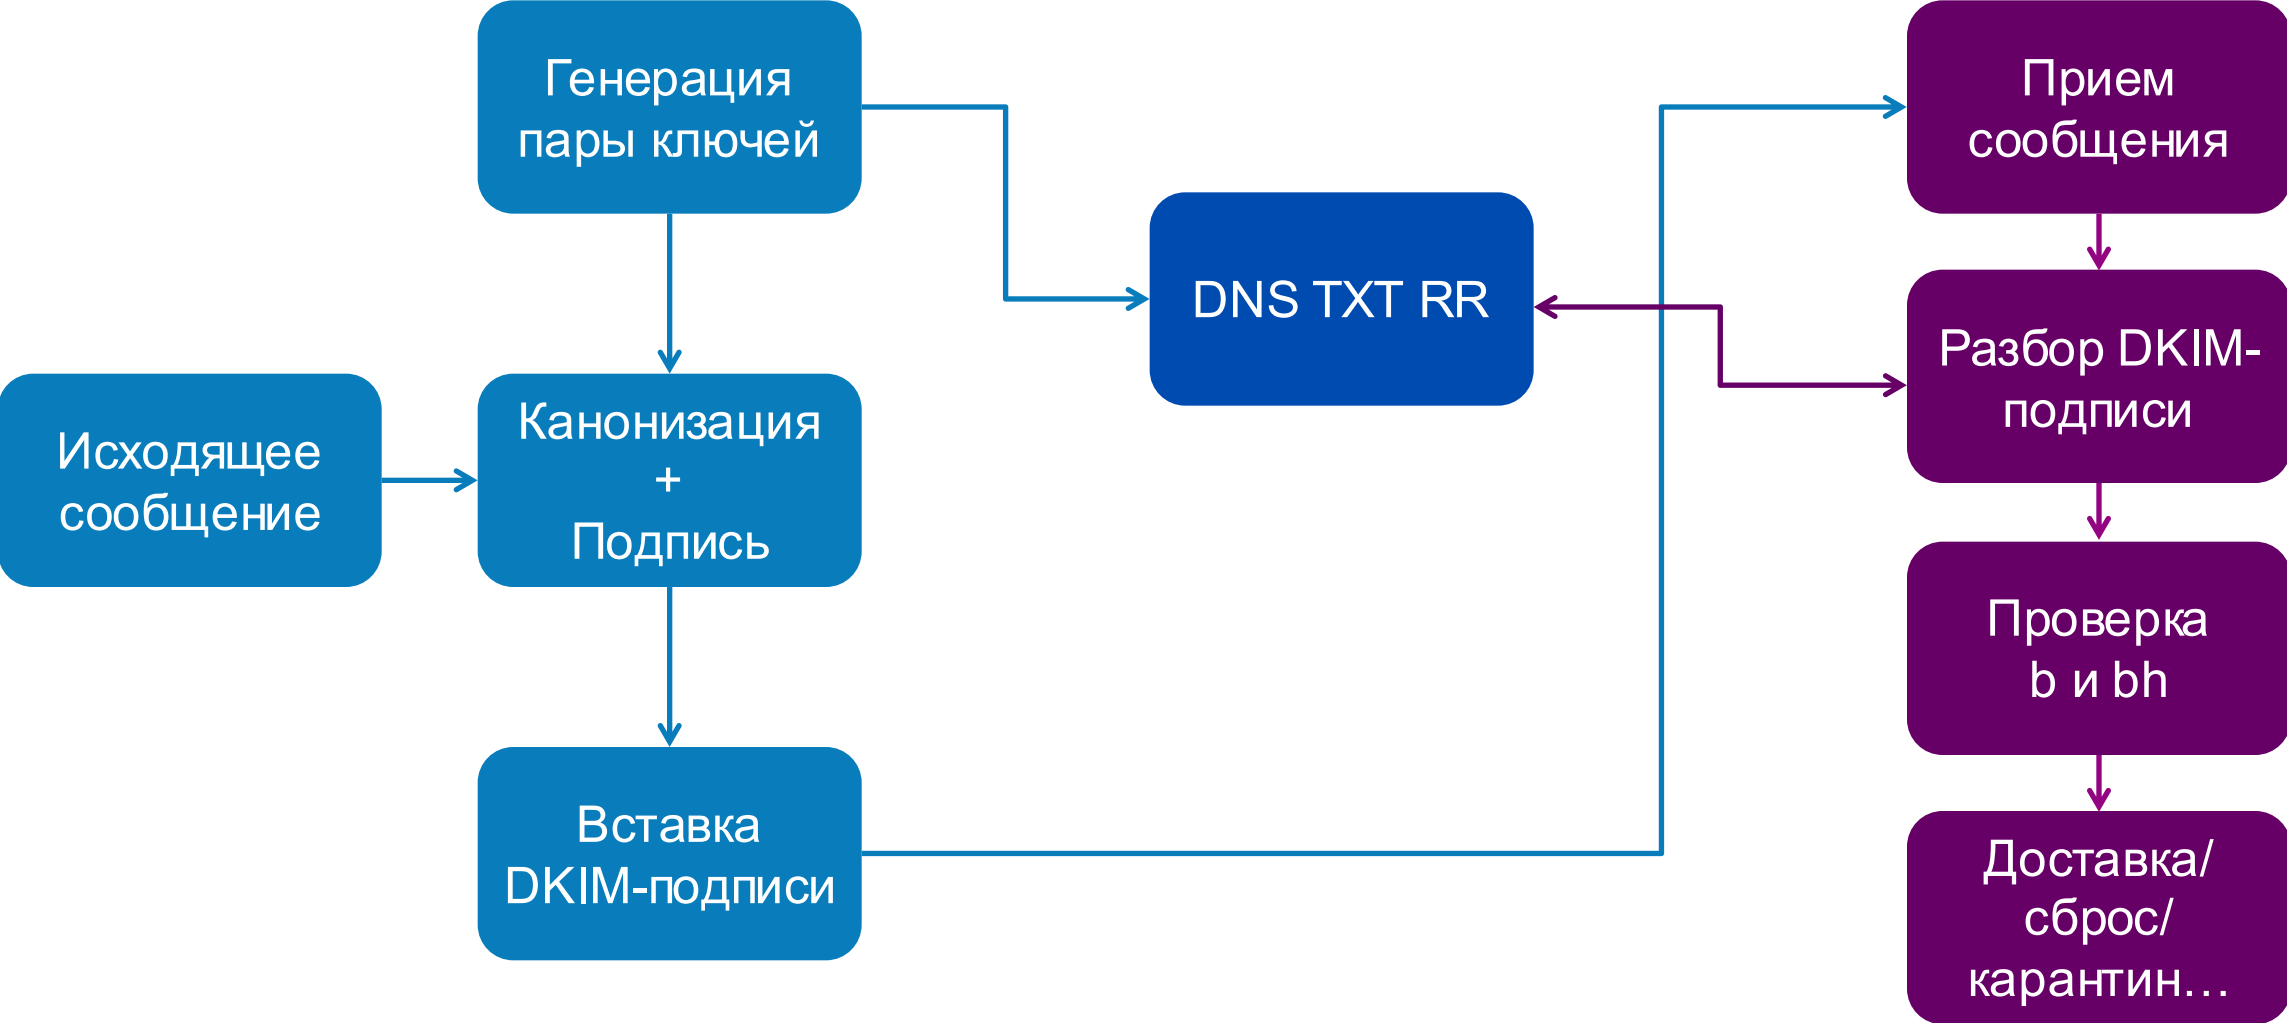 Генерация
пары ключей
Прием
сообщения
DNS TXT RR
Разбор DKIM-
подписи
Исходящее
сообщение
Канонизация
+
Подпись
Проверка
b и bh
Вставка
DKIM-подписи
Доставка/
сброс/
карантин…